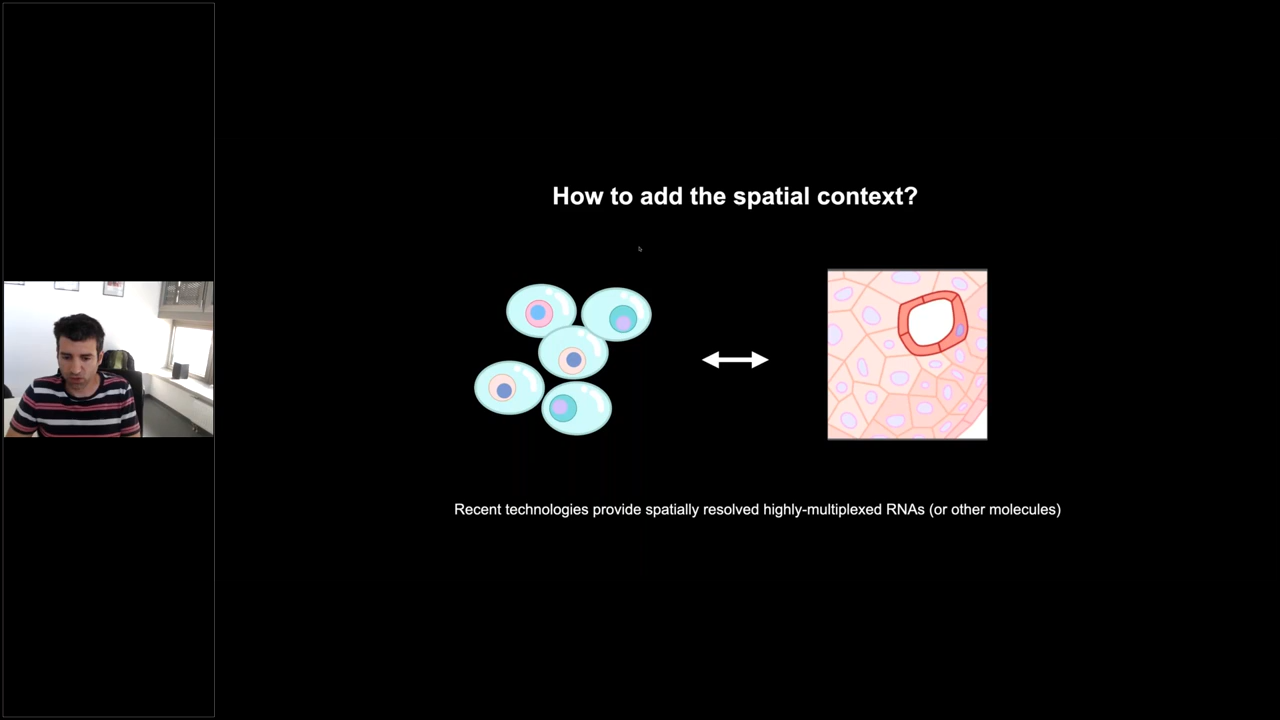 How to add the spatial context?
Recent technologies provide spatially resolved highly-multiplexed RNAs (or other molecules)